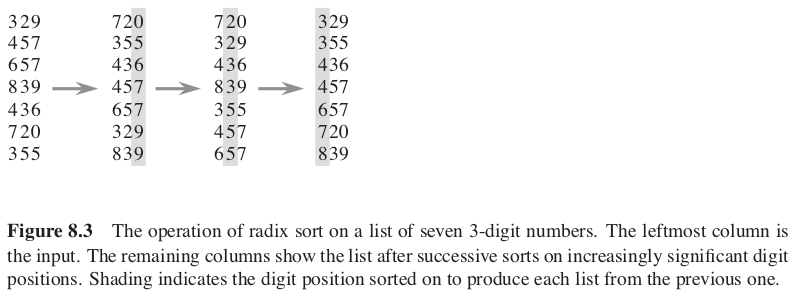 329 720 720 329
457 355 329 355
657 436 436 436
839 457 839 457
436 657 355 657
720 329 457 720
355 839 657 839
Figure 8.3 The operation of radix sort on a list of seven 3-digit numbers. The leftmost column is
the input. The remaining columns show the list after successive sorts on increasingly significant digit
positions. Shading indicates the digit position sorted on to produce each list from the previous one.